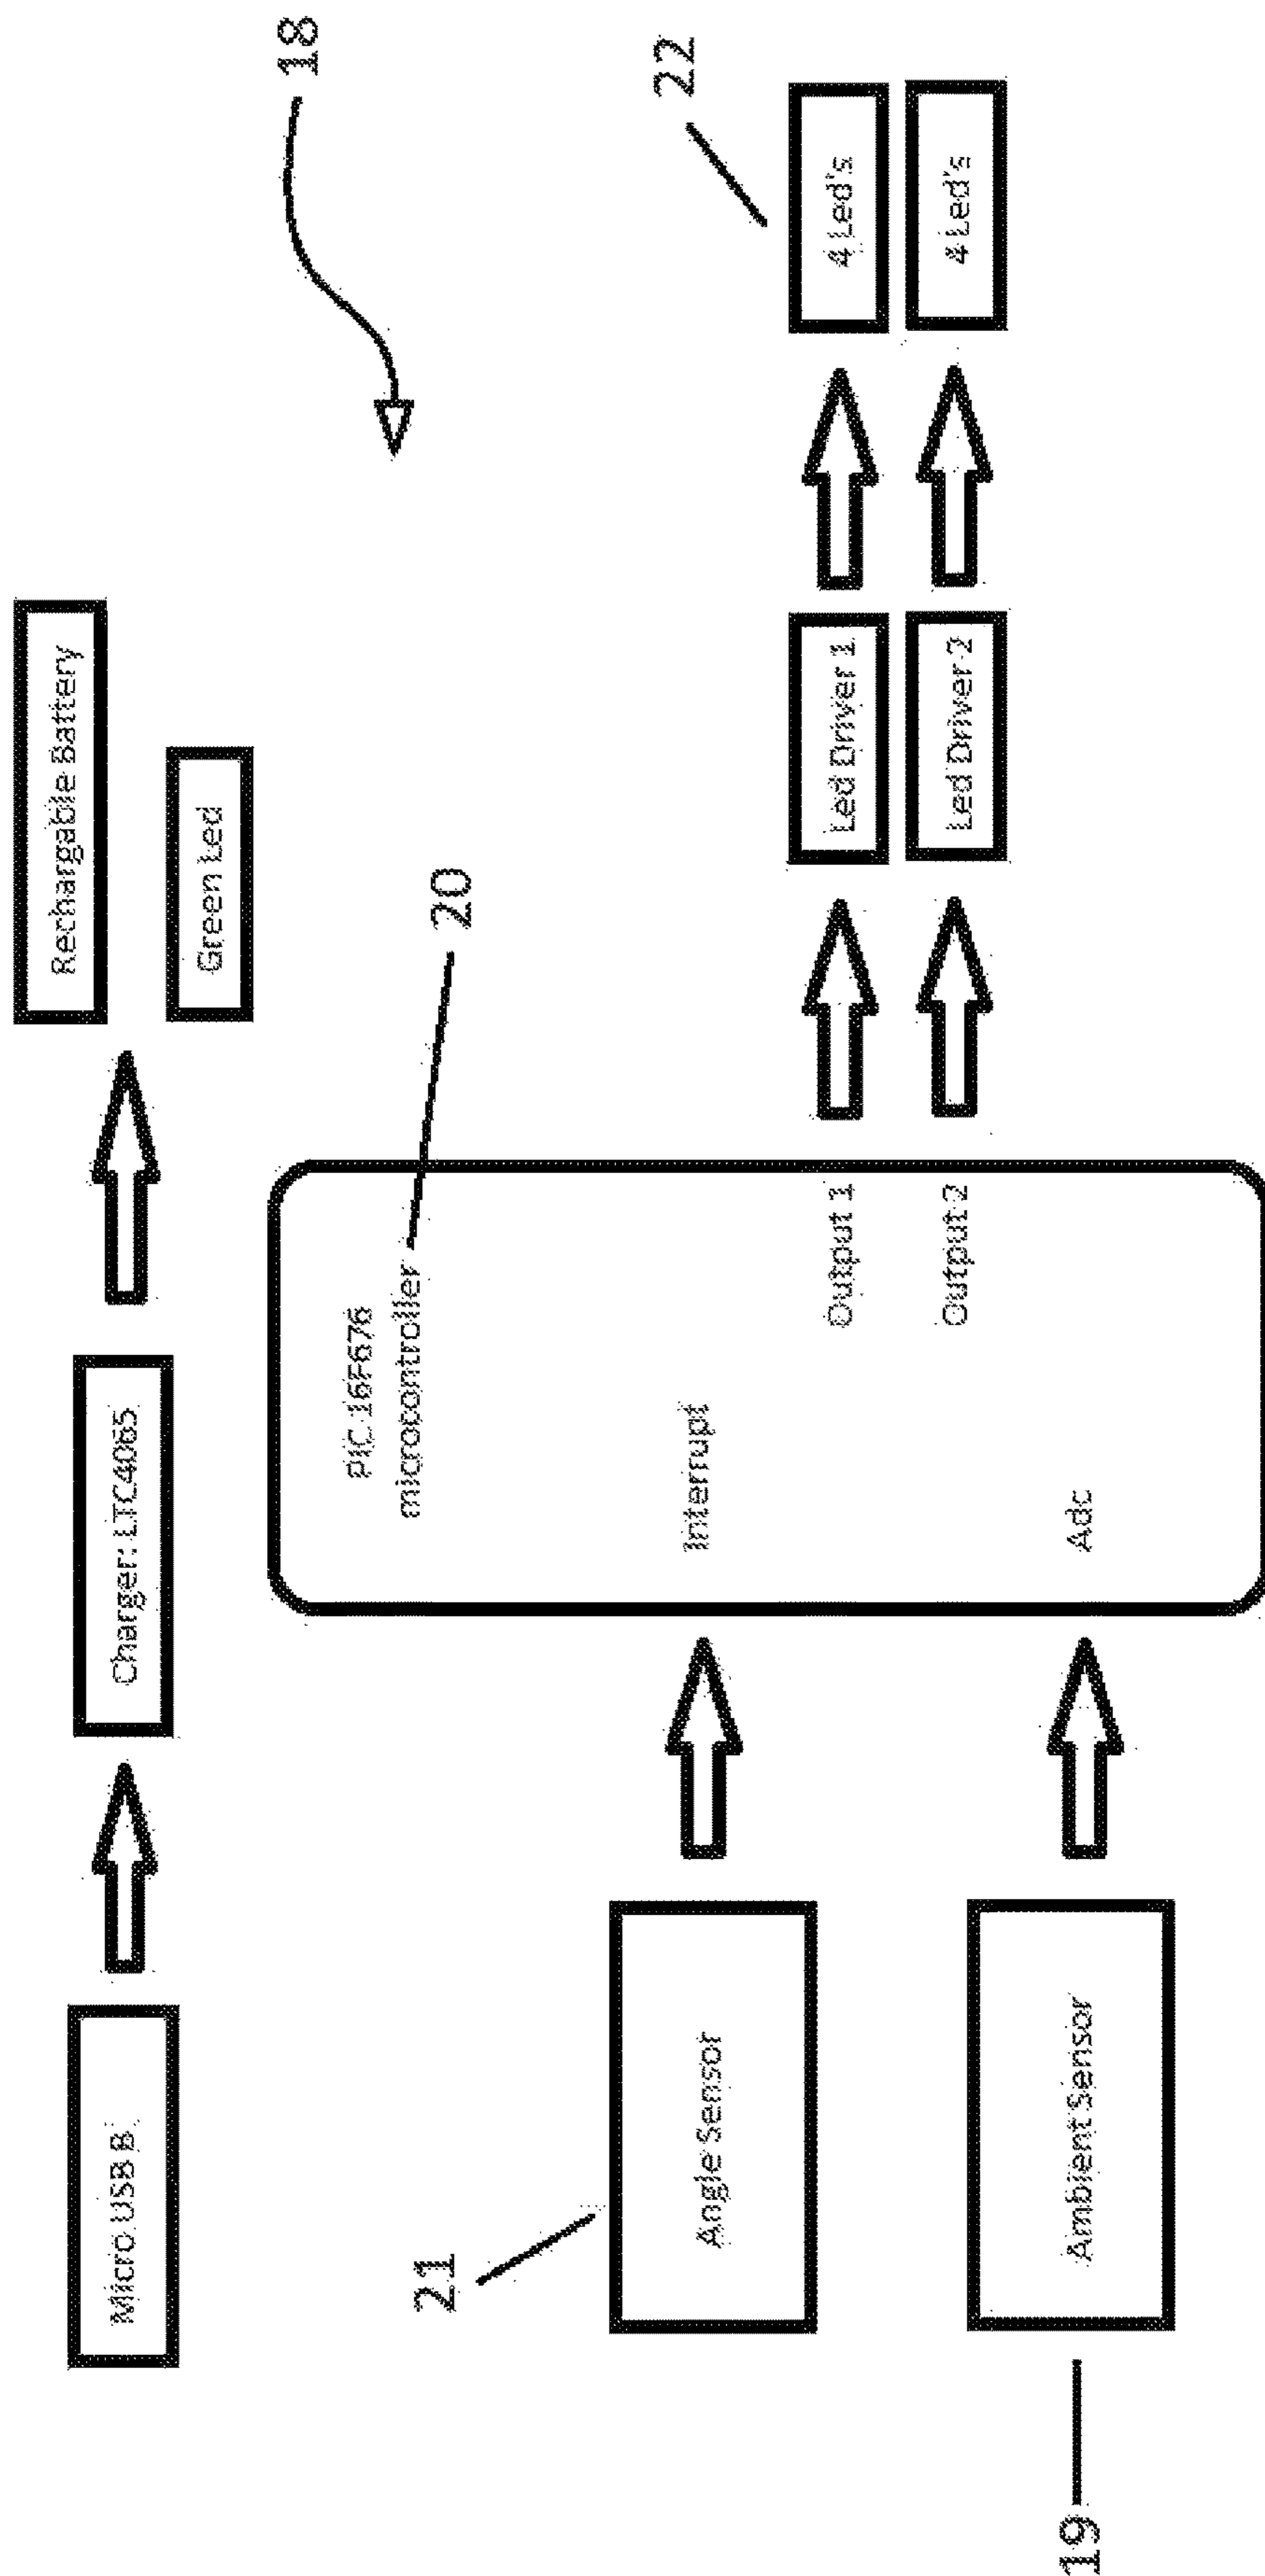 18
Micro USB B
Charger: LTC4065
Rechargable Battery
Green Led
PIC 16F676
microcontroller
20
21
22
Angle Sensor
Interrupt
Output 1
Led Driver 1
4 Led's
Output 2
Led Driver 2
4 Led's
19
Ambient Sensor
Adc